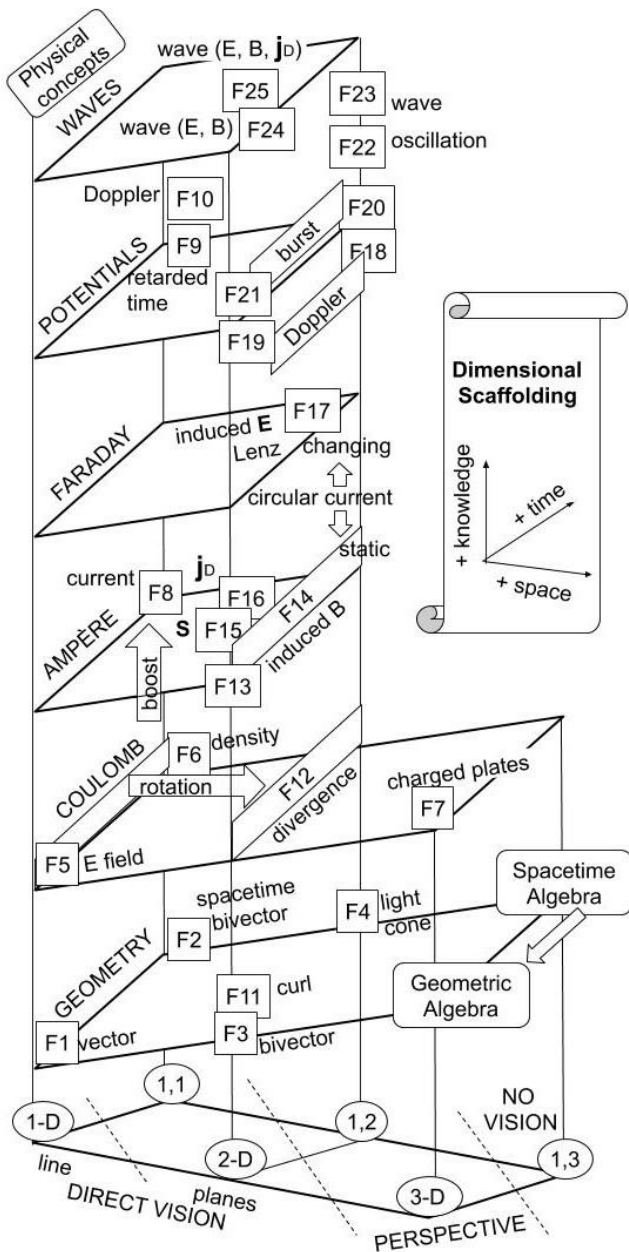 Physical
concepts
wave (E, B, jD)
WAVES
F25
F23
wave
wave (E, B)
F24
F22
oscillation
Doppler
F10
F20
burst
F9
F18
POTENTIALS
retarded
time
F21
Doppler
F19
Dimensional
Scaffolding
+ knowledge
+ time
+ space
F17
induced E
Lenz
changing
FARADAY
circular current
static
current
jD
F8
F16
F14
S
F15
AMPÈRE
induced B
boost
F13
F6
density
COULOMB
rotation
F12
divergence
charged plates
F7
F5
E field
Spacetime
Algebra
spacetime
bivector
F4
light
cone
F2
GEOMETRY
Geometric
Algebra
F11
curl
F1
vector
F3
bivector
1,1
NO
VISION
1-D
1,2
2-D
1,3
line
planes
3-D
DIRECT VISION
PERSPECTIVE